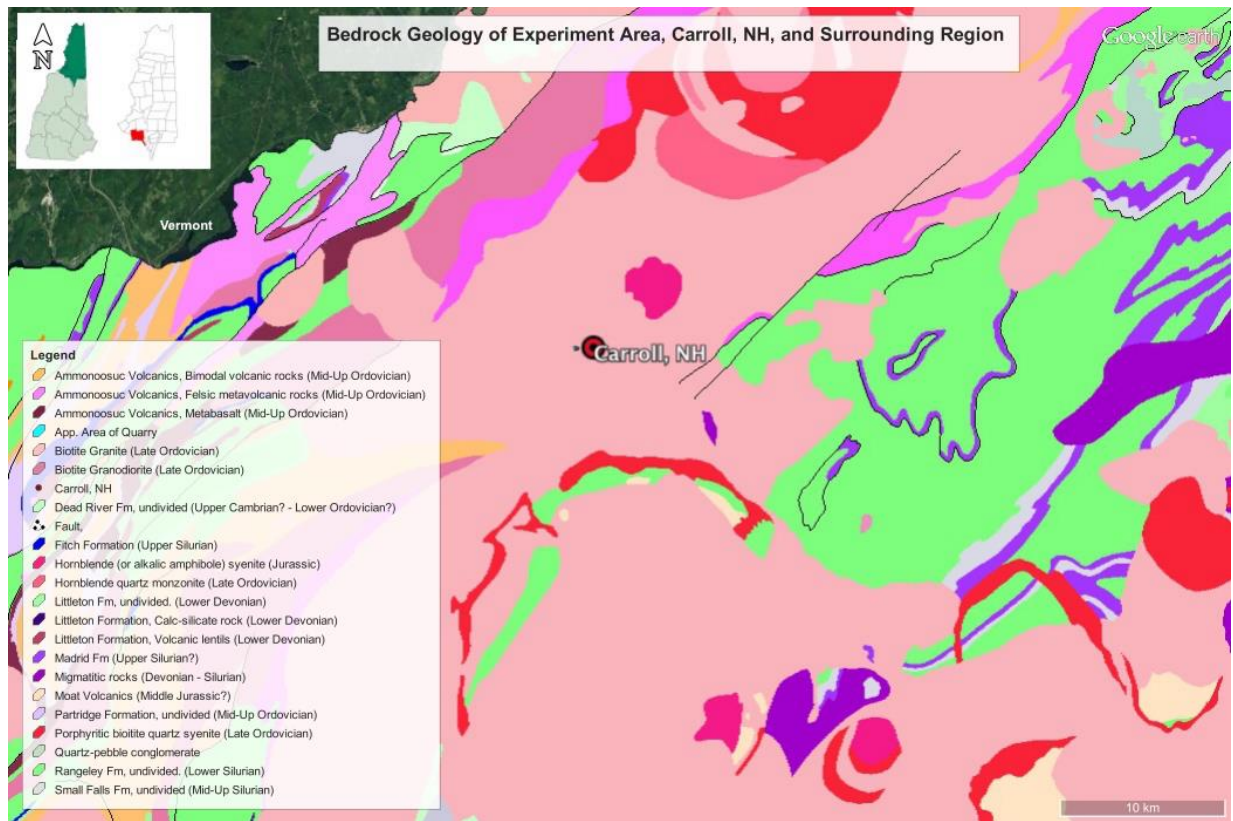 Bedrock Geology of Experiment Area, Carroll, NH, and Surrounding Region
Google earth
N
Vermont
Carroll, NH
Legend
Ammonoosuc Volcanics, Bimodal volcanic rocks (Mid-Up Ordovician)
Ammonoosuc Volcanics, Felsic metavolcanic rocks (Mid-Up Ordovician)
Ammonoosuc Volcanics, Metabasalt (Mid-Up Ordovician)
App. Area of Quarry
Biotite Granite (Late Ordovician)
Biotite Granodiorite (Late Ordovician)
Carroll, NH
Dead River Fm, undivided (Upper Cambrian? - Lower Ordovician?)
Fault,
Fitch Formation (Upper Silurian)
Hornblende (or alkalic amphibole) syenite (Jurassic)
Hornblende quartz monzonite (Late Ordovician)
Littleton Fm, undivided. (Lower Devonian)
Littleton Formation, Calc-silicate rock (Lower Devonian)
Littleton Formation, Volcanic lentils (Lower Devonian)
Madrid Fm (Upper Silurian?)
Migmatitic rocks (Devonian - Silurian)
Moat Volcanics (Middle Jurassic?)
Partridge Formation, undivided (Mid-Up Ordovician)
Porphyritic bioitite quartz syenite (Late Ordovician)
Quartz-pebble conglomerate
Rangeley Fm, undivided. (Lower Silurian)
Small Falls Fm, undivided (Mid-Up Silurian)
10 km